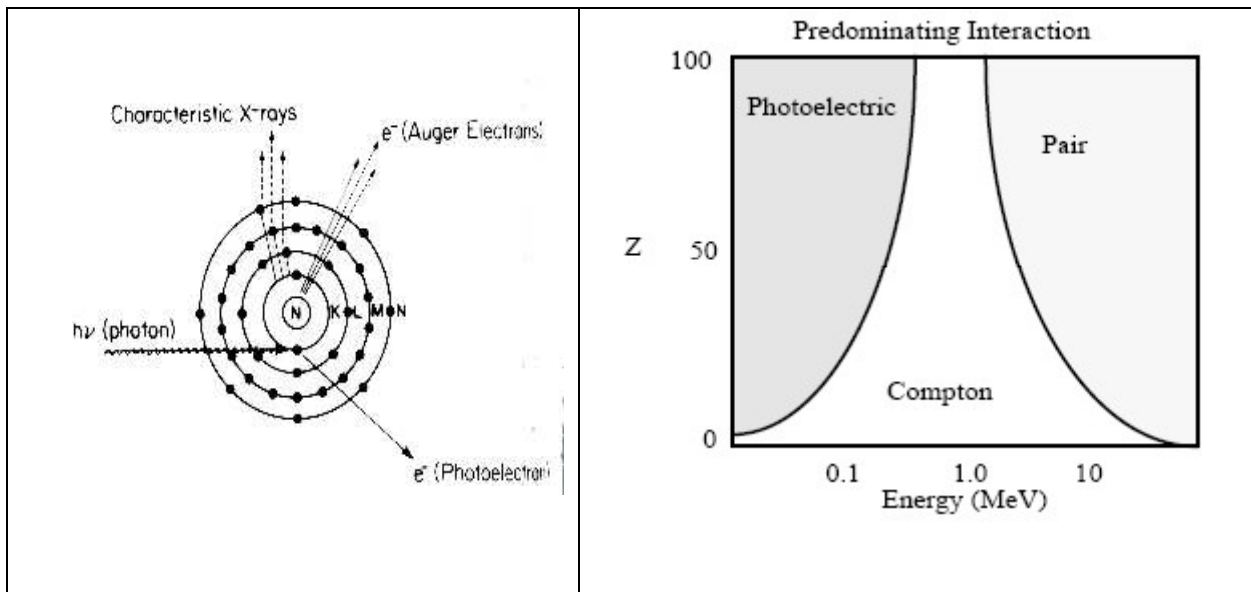 Characteristic X-rays
e⁻ (Auger Electrons)
N K L M N
hν (photon)
e⁻ (Photoelectron)
Predominating Interaction
100
Photoelectric
Pair
Z
50
Compton
0
0.1 1.0 10
Energy (MeV)